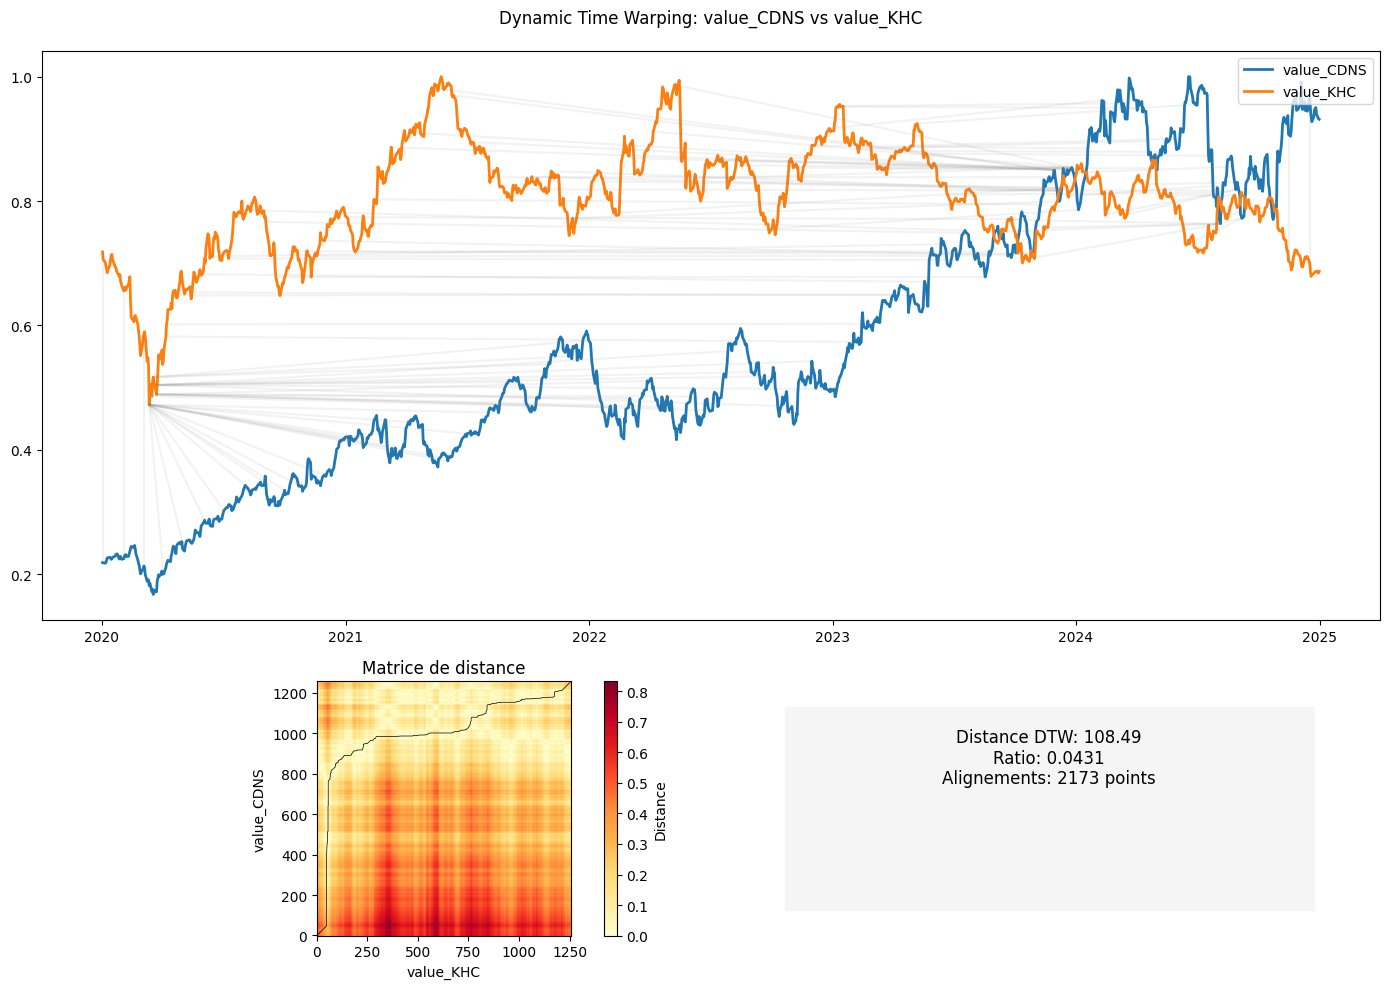 Dynamic Time Warping: value_CDNS vs value_KHC
value_CDNS
value_KHC
1.0
0.8
0.6
0.4
0.2
2020 2021 2022 2023 2024 2025
Matrice de distance
value_CDNS
1200
1000
800
600
400
200
0
0 250 500 750 1000 1250
value_KHC
0.8
0.7
0.6
0.5
0.4
0.3
0.2
0.1
0.0
Distance
Distance DTW: 108.49
Ratio: 0.0431
Alignements: 2173 points